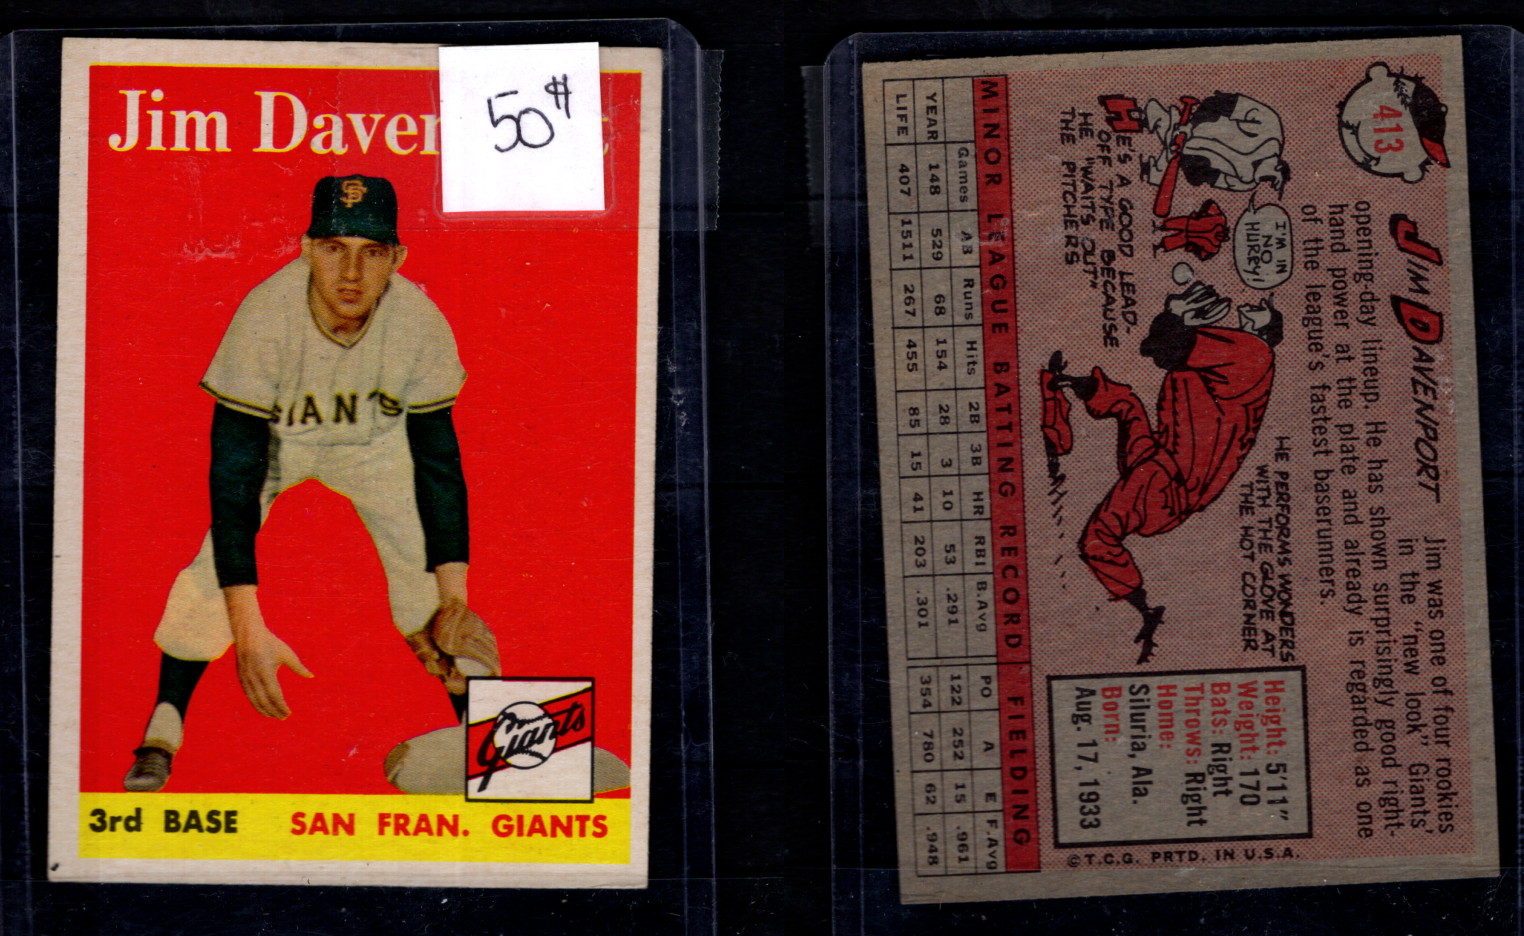 Jim Daven t
50#
SF
GIANTS
Giants
3rd BASE SAN FRAN. GIANTS
413
JIM DAVENPORT
Jim was one of four rookies
in the "new look" Giants'
opening-day lineup. He has shown surprisingly good right-
hand power at the plate and already is regarded as one
of the league's fastest baserunners.
I'M IN
NO
HURRY!
HE'S A GOOD LEAD-
OFF TYPE BECAUSE
HE "WAITS OUT"
THE PITCHERS
HE PERFORMS WONDERS
WITH THE GLOVE AT
THE HOT CORNER
Height: 5'11"
Weight: 170
Bats: Right
Throws: Right
Home:
Siluria, Ala.
Born:
Aug. 17, 1933
MINOR LEAGUE BATTING RECORD FIELDING
Games AB Runs Hits 2B 3B HR RBI B.Avg PO A E F.Avg
YEAR 148 529 68 154 28 3 10 53 .291 122 252 15 .961
LIFE 407 1511 267 455 85 15 41 203 .301 354 780 62 .948
©T.C.G. PRTD. IN U.S.A.